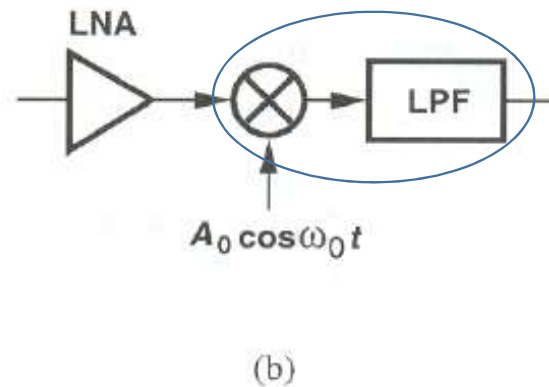 LNA
LPF
A₀ cos ω₀ t
(b)